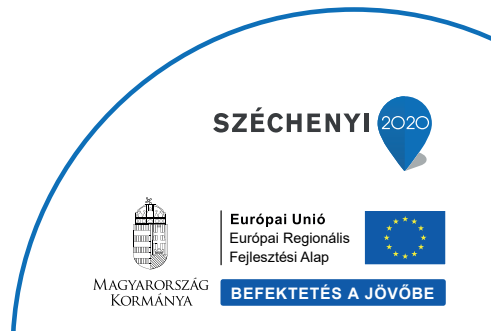 SZÉCHENYI 2020
Európai Unió
Európai Regionális
Fejlesztési Alap
MAGYARORSZÁG
KORMÁNYA
BEFEKTETÉS A JÖVŐBE